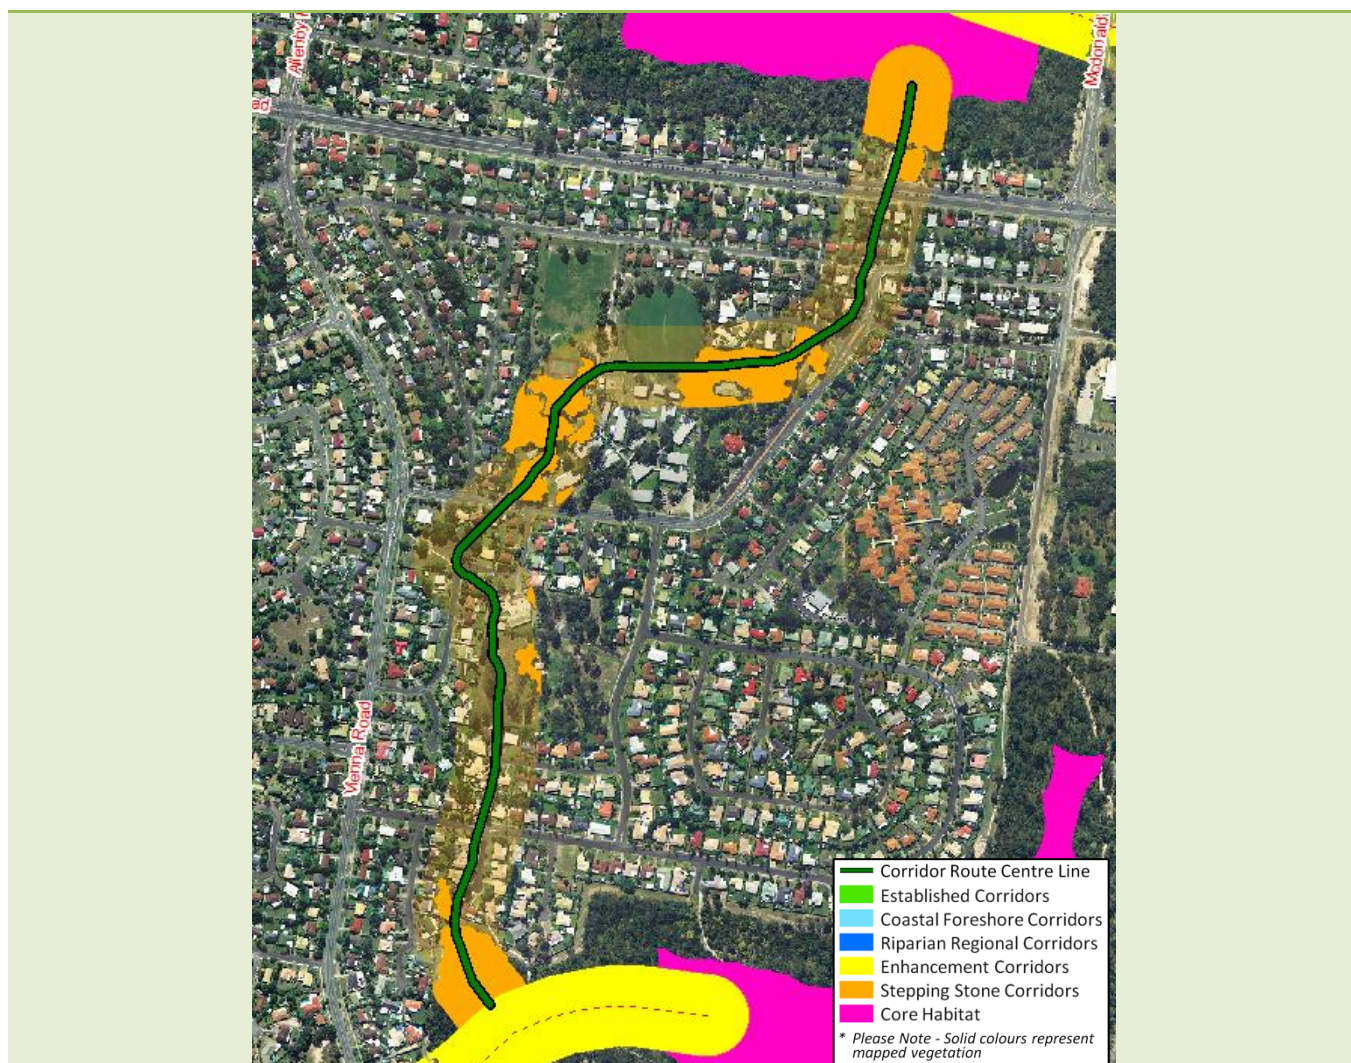 Allenby
Mcdonald
ad
Vienna Road
Corridor Route Centre Line
Established Corridors
Coastal Foreshore Corridors
Riparian Regional Corridors
Enhancement Corridors
Stepping Stone Corridors
Core Habitat
* Please Note - Solid colours represent
mapped vegetation